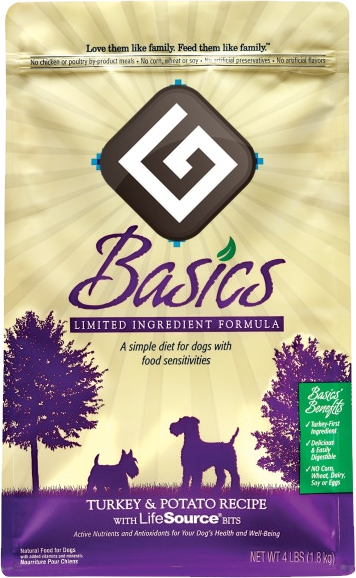 Love them like family. Feed them like family.™
No chicken or poultry by-product meals • No corn, wheat or soy • No artificial preservatives • No artificial flavors
Basics
LIMITED INGREDIENT FORMULA
A simple diet for dogs with
food sensitivities
Basics'
Benefits
✓ Turkey-First
Ingredient
✓ Delicious
& Easily
Digestible
✓ NO Corn,
Wheat, Dairy,
Soy or Eggs
TURKEY & POTATO RECIPE
WITH LifeSource® BITS
Active Nutrients and Antioxidants for Your Dog's Health and Well-Being
Natural Food for Dogs
with added vitamins and minerals
Nourriture Pour Chiens
NET WT 4 LBS (1.8 kg)